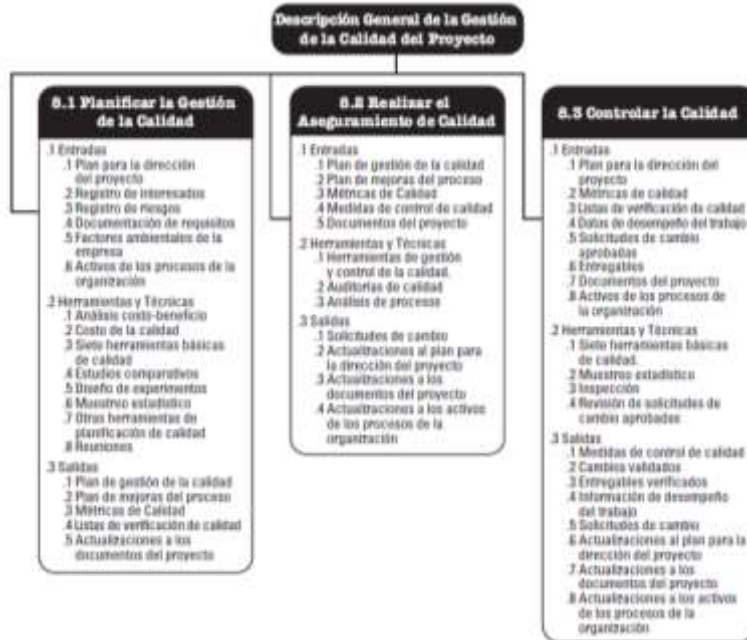 Descripción General de la Gestión
de la Calidad del Proyecto
8.1 Planificar la Gestión
de la Calidad
.1 Entradas
.1 Plan para la dirección
del proyecto
.2 Registro de interesados
.3 Registro de riesgos
.4 Documentación de requisitos
.5 Factores ambientales de la
empresa
.6 Activos de los procesos de la
organización
.2 Herramientas y Técnicas
.1 Análisis costo-beneficio
.2 Costo de la calidad
.3 Siete herramientas básicas
de calidad
.4 Estudios comparativos
.5 Diseño de experimentos
.6 Muestreo estadístico
.7 Otras herramientas de
planificación de calidad
.8 Reuniones
.3 Salidas
.1 Plan de gestión de la calidad
.2 Plan de mejoras del proceso
.3 Métricas de Calidad
.4 Listas de verificación de calidad
.5 Actualizaciones a los
documentos del proyecto
8.2 Realizar el
Aseguramiento de Calidad
.1 Entradas
.1 Plan de gestión de la calidad
.2 Plan de mejoras del proceso
.3 Métricas de Calidad
.4 Medidas de control de calidad
.5 Documentos del proyecto
.2 Herramientas y Técnicas
.1 Herramientas de gestión
y control de la calidad.
.2 Auditorías de calidad
.3 Análisis de procesos
.3 Salidas
.1 Solicitudes de cambio
.2 Actualizaciones al plan para
la dirección del proyecto
.3 Actualizaciones a los
documentos del proyecto
.4 Actualizaciones a los activos
de los procesos de la
organización
8.3 Controlar la Calidad
.1 Entradas
.1 Plan para la dirección del
proyecto
.2 Métricas de calidad
.3 Listas de verificación de calidad
.4 Datos de desempeño del trabajo
.5 Solicitudes de cambio
aprobadas
.6 Entregables
.7 Documentos del proyecto
.8 Activos de los procesos de
la organización
.2 Herramientas y Técnicas
.1 Siete herramientas básicas
de calidad.
.2 Muestreo estadístico
.3 Inspección
.4 Revisión de solicitudes de
cambio aprobadas
.3 Salidas
.1 Medidas de control de calidad
.2 Cambios validados
.3 Entregables verificados
.4 Información de desempeño
del trabajo
.5 Solicitudes de cambio
.6 Actualizaciones al plan para la
dirección del proyecto
.7 Actualizaciones a los
documentos del proyecto
.8 Actualizaciones a los activos
de los procesos de la
organización